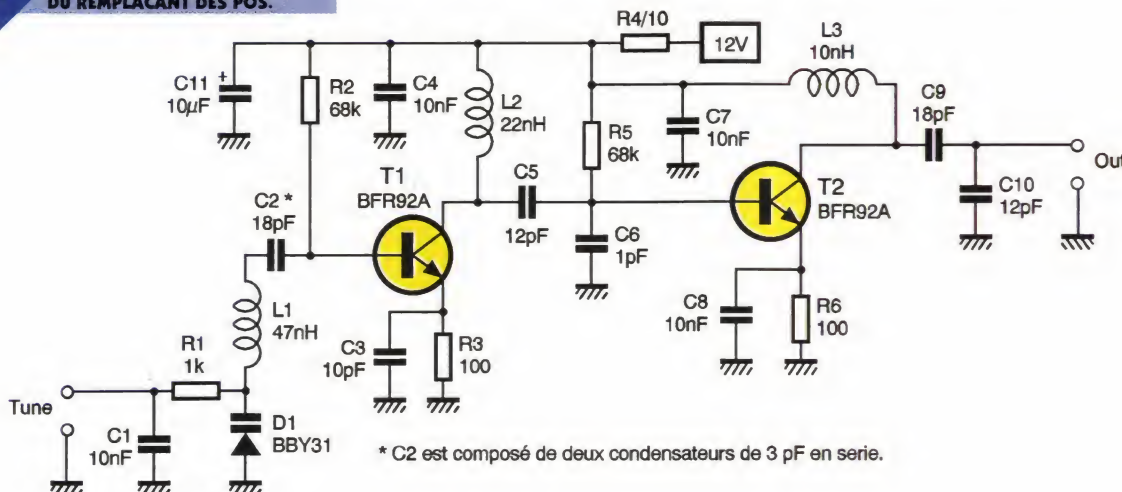 DU REMPLAÇANT DES POS.
R4/10
12V
L3
10nH
C11
+
10µF
R2
68k
C4
10nF
L2
22nH
C7
10nF
C9
18pF
R5
68k
Out
T1
BFR92A
C5
12pF
T2
BFR92A
C10
12pF
C2 *
18pF
C6
1pF
L1
47nH
C8
10nF
R6
100
R1
1k
C3
10pF
R3
100
Tune
C1
10nF
D1
BBY31
* C2 est composé de deux condensateurs de 3 pF en serie.